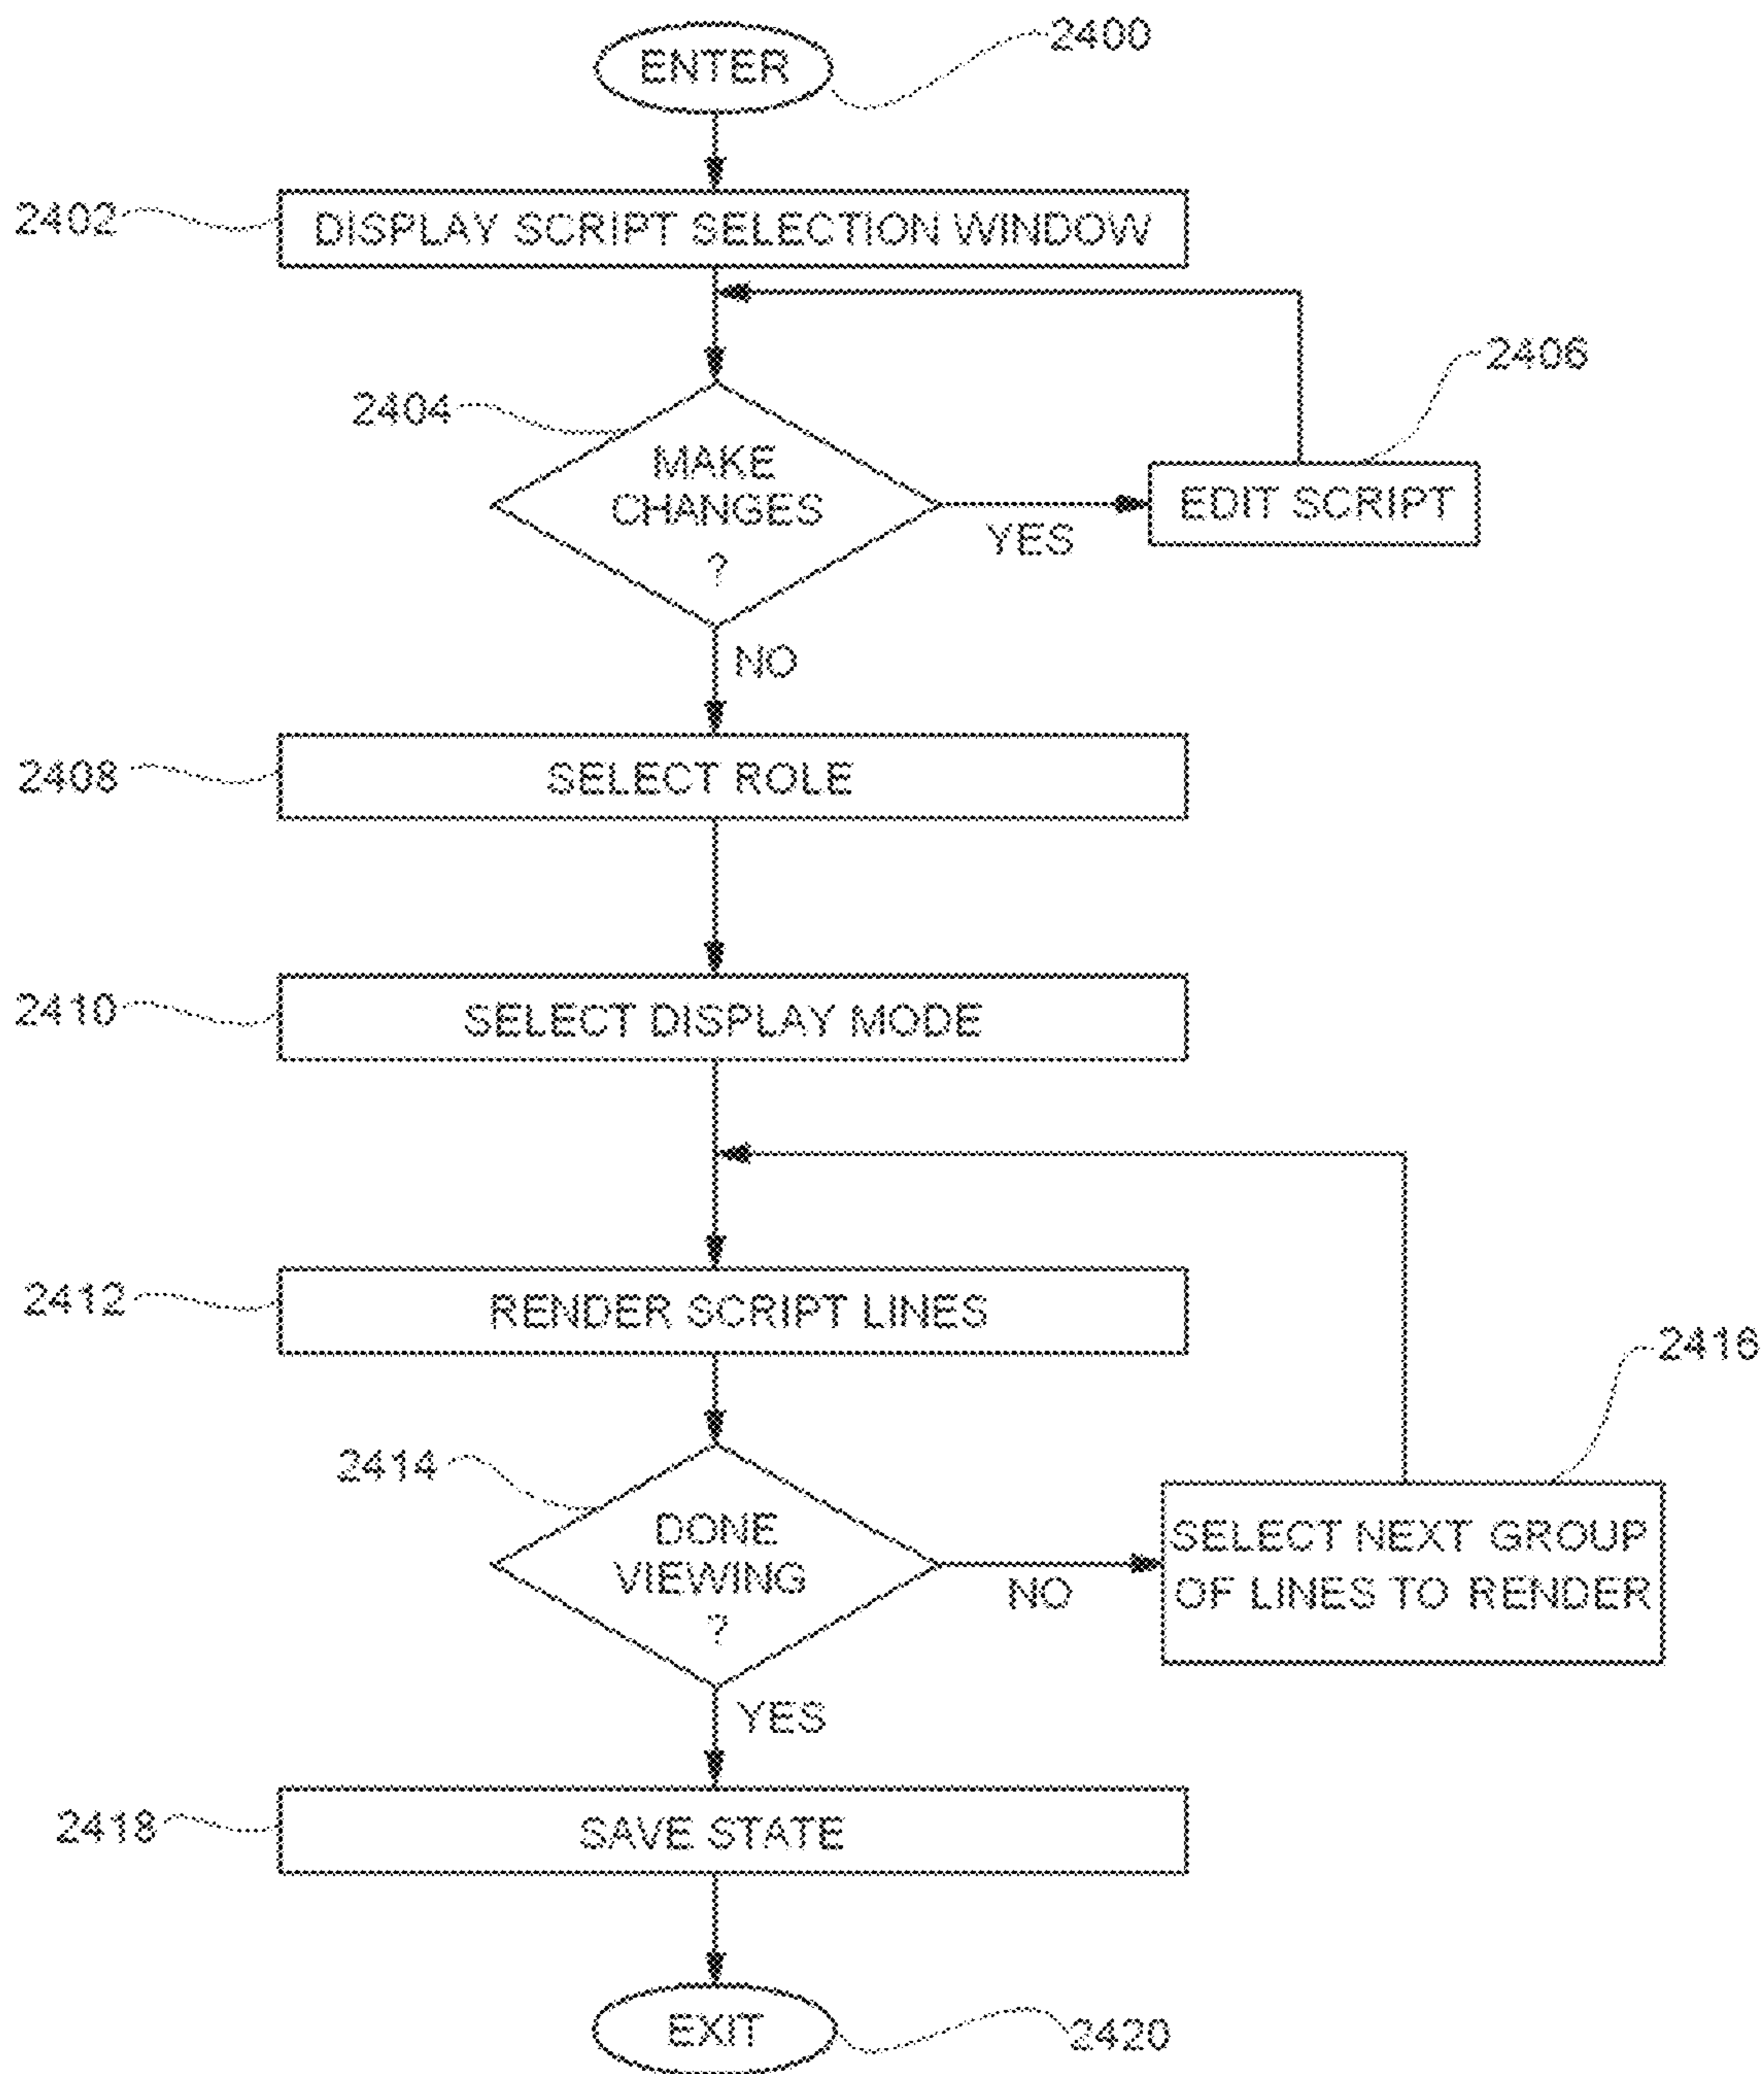 ENTER
2400
2402
DISPLAY SCRIPT SELECTION WINDOW
2406
2404
MAKE
CHANGES
?
YES
EDIT SCRIPT
NO
2408
SELECT ROLE
2410
SELECT DISPLAY MODE
2412
RENDER SCRIPT LINES
2416
2414
DONE
VIEWING
?
NO
SELECT NEXT GROUP
OF LINES TO RENDER
YES
2418
SAVE STATE
EXIT
2420